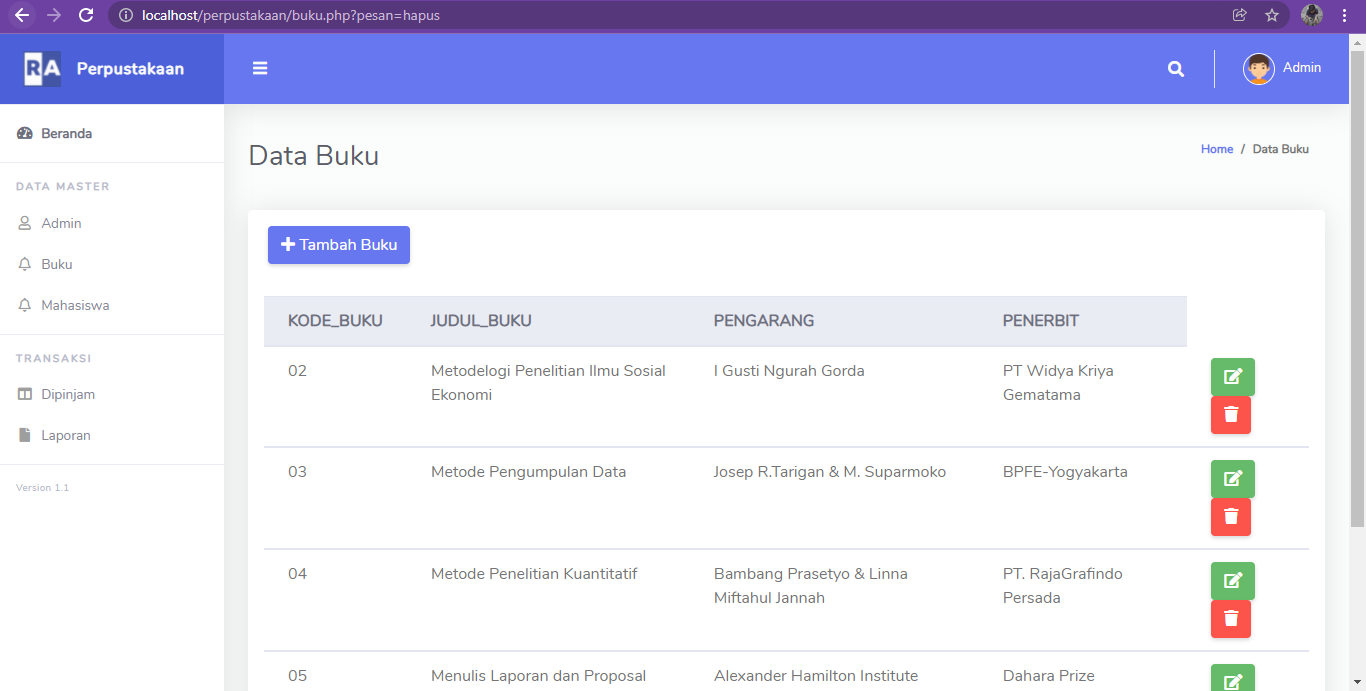 localhost/perpustakaan/buku.php?pesan=hapus
RA Perpustakaan
Admin
Beranda
Data Buku
Home / Data Buku
DATA MASTER
Admin
Buku
Mahasiswa
TRANSAKSI
Dipinjam
Laporan
Version 1.1
Tambah Buku
KODE_BUKU JUDUL_BUKU PENGARANG PENERBIT
02 Metodelogi Penelitian Ilmu Sosial I Gusti Ngurah Gorda PT Widya Kriya
Ekonomi Gematama
03 Metode Pengumpulan Data Josep R.Tarigan & M. Suparmoko BPFE-Yogyakarta
04 Metode Penelitian Kuantitatif Bambang Prasetyo & Linna PT. RajaGrafindo
Miftahul Jannah Persada
05 Menulis Laporan dan Proposal Alexander Hamilton Institute Dahara Prize